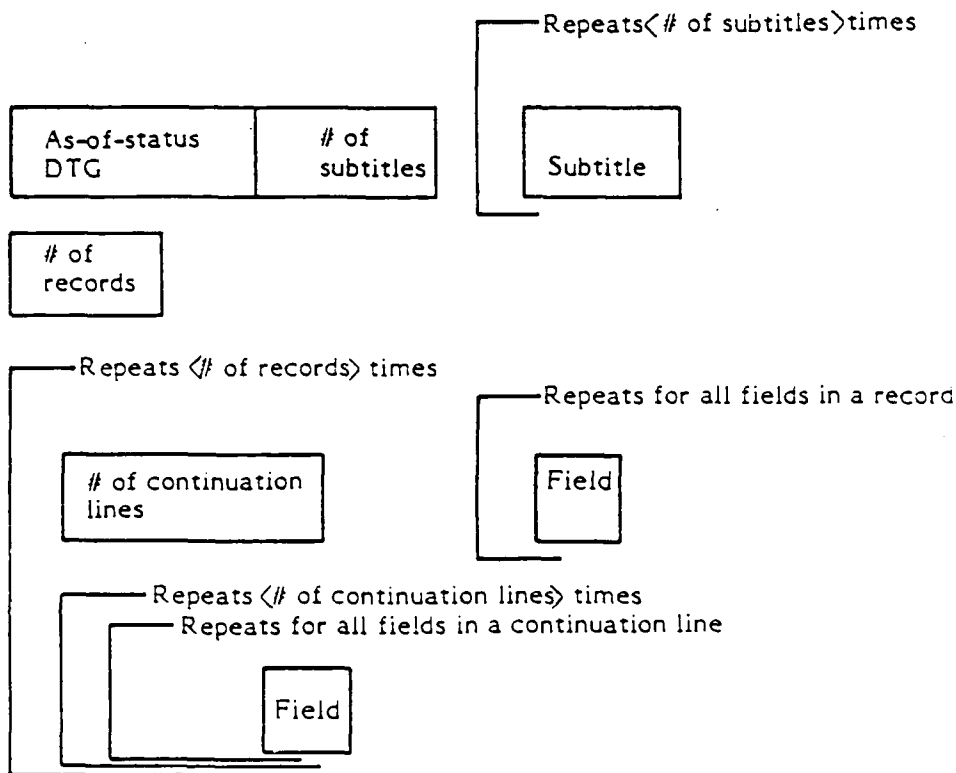 Repeats<# of subtitles>times
As-of-status
DTG
# of
subtitles
Subtitle
# of
records
Repeats <# of records> times
Repeats for all fields in a record
# of continuation
lines
Field
Repeats <# of continuation lines> times
Repeats for all fields in a continuation line
Field